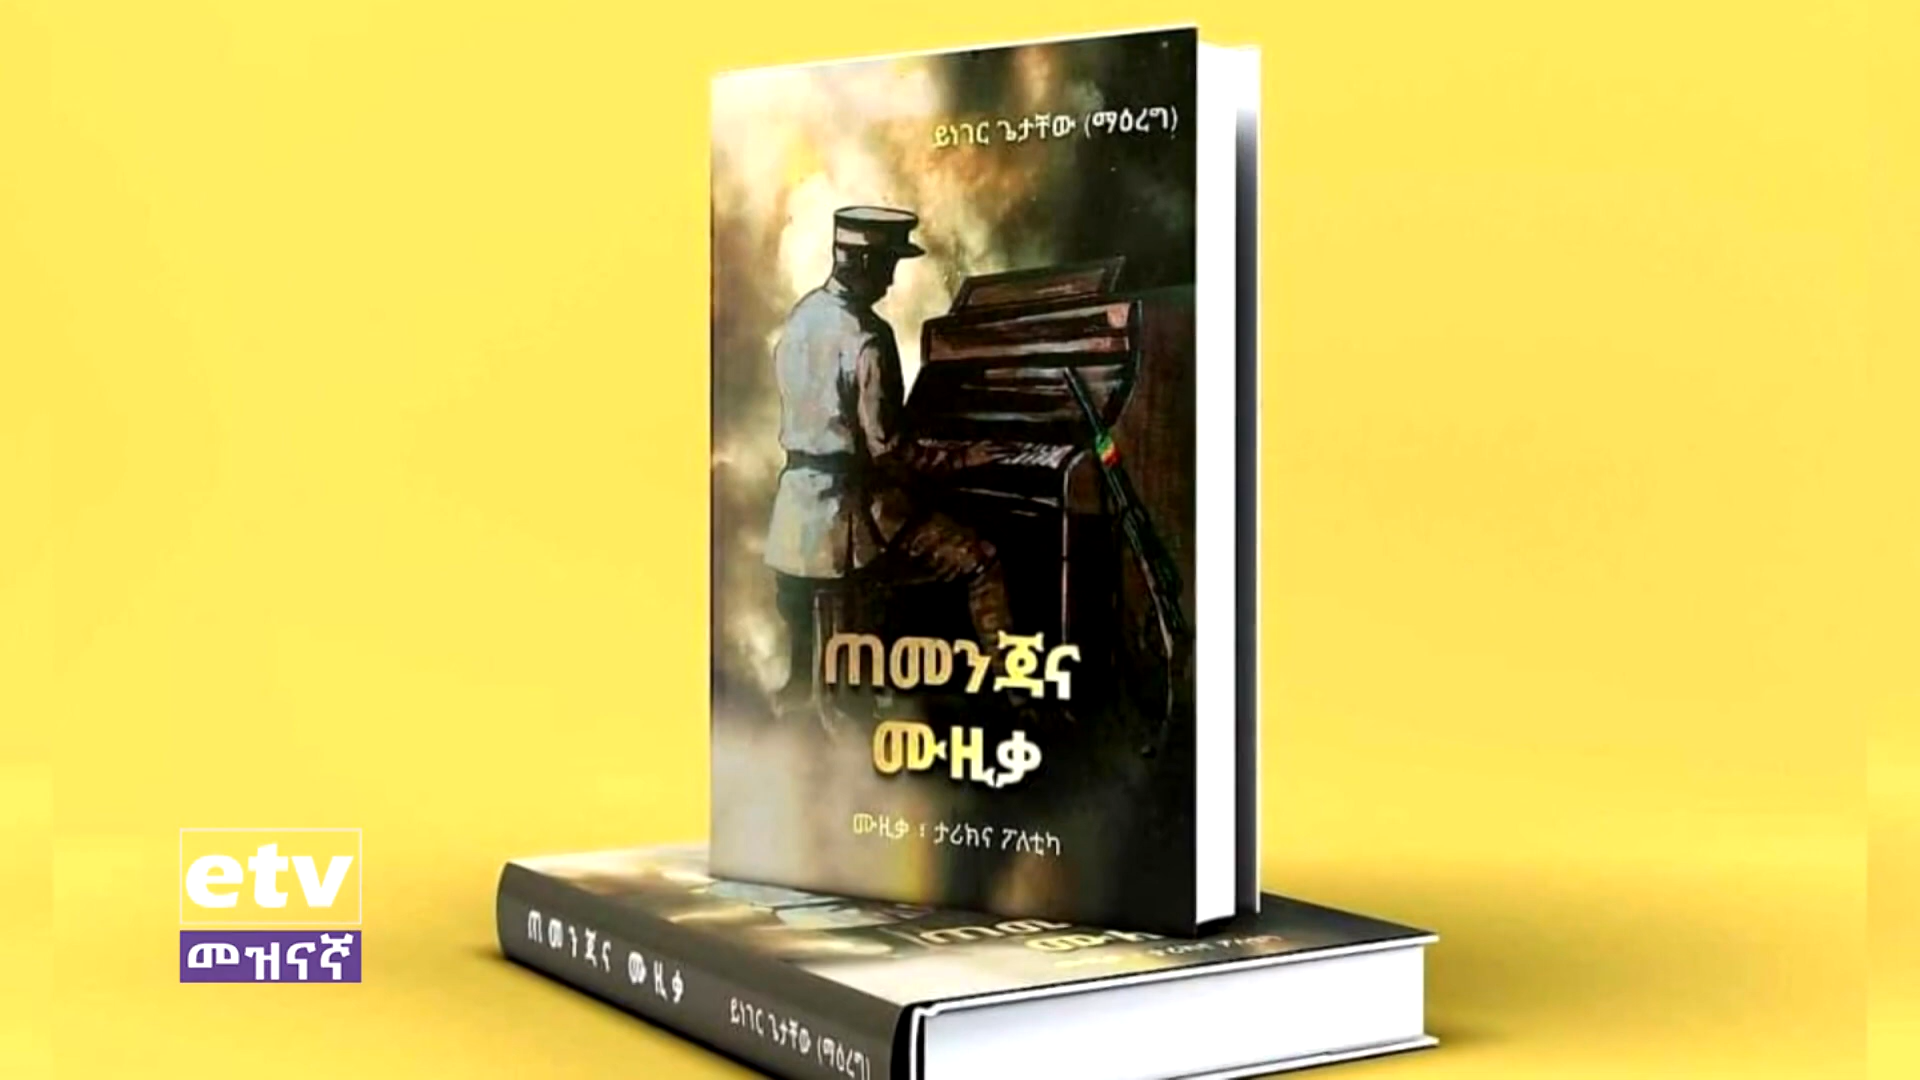 ይነገር ጌታቸው (ማዕረግ)
ጠመንጃና
ሙዚቃ
ሙዚቃ ፣ ታሪክና ፖለቲካ
ጠመንጃና ሙዚቃ
ይነገር ጌታቸው (ማዕረግ)
etv
መዝናኛ